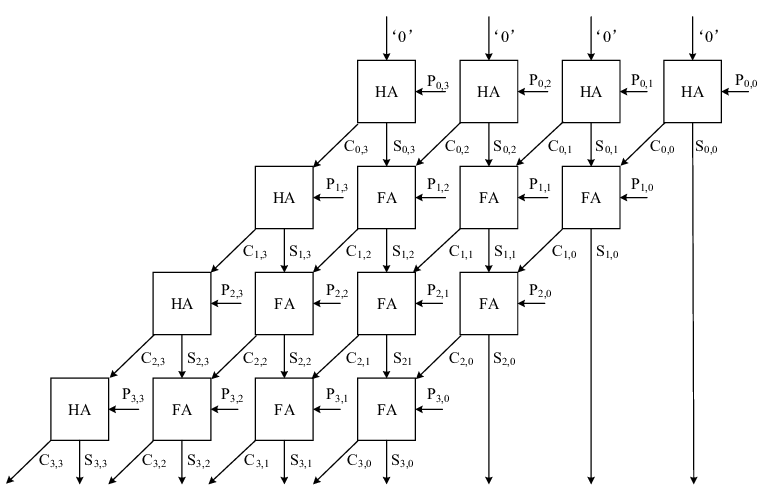 ‘0’ ‘0’ ‘0’ ‘0’
HA P0,3 HA P0,2 HA P0,1 HA P0,0
C0,3 S0,3 C0,2 S0,2 C0,1 S0,1 C0,0 S0,0
HA P1,3 FA P1,2 FA P1,1 FA P1,0
C1,3 S1,3 C1,2 S1,2 C1,1 S1,1 C1,0 S1,0
HA P2,3 FA P2,2 FA P2,1 FA P2,0
C2,3 S2,3 C2,2 S2,2 C2,1 S21 C2,0 S2,0
HA P3,3 FA P3,2 FA P3,1 FA P3,0
C3,3 S3,3 C3,2 S3,2 C3,1 S3,1 C3,0 S3,0